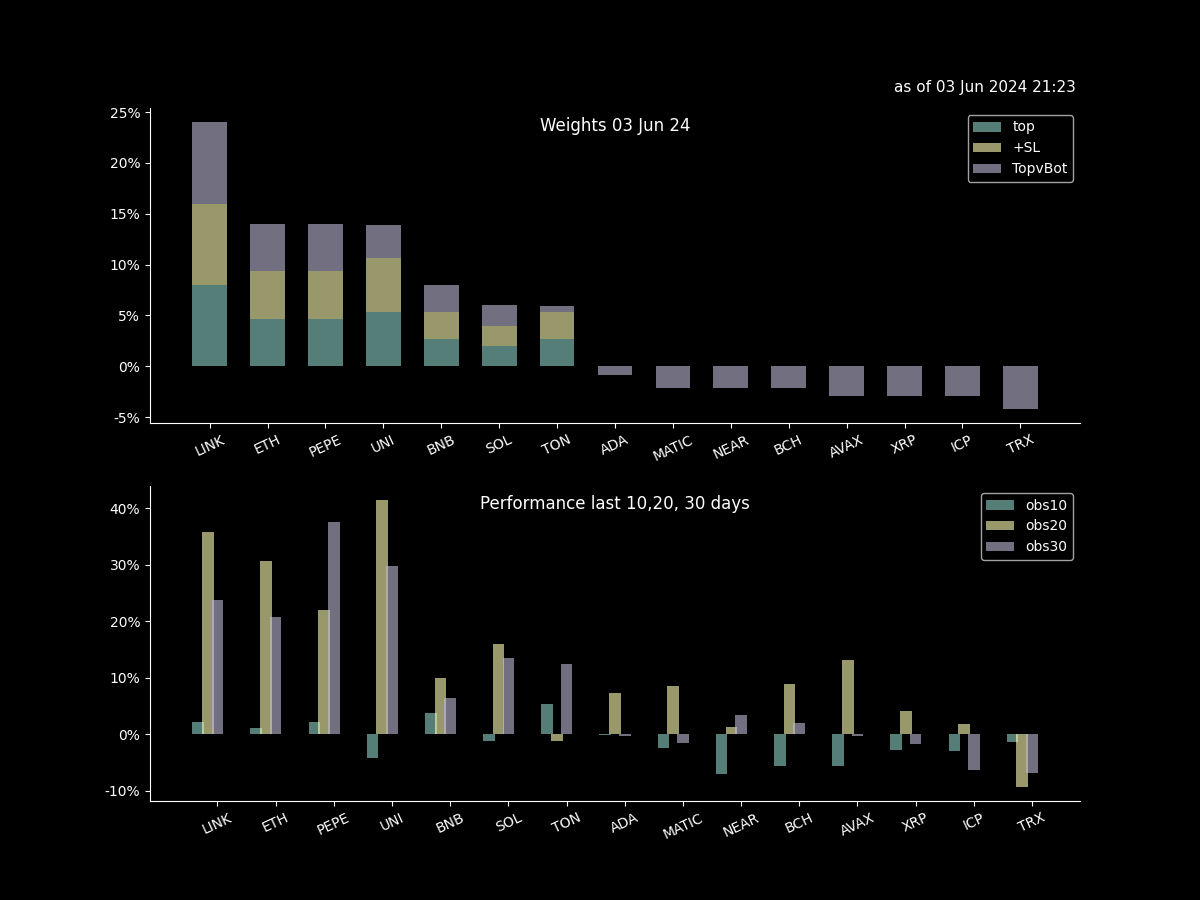 as of 03 Jun 2024 21:23
Weights 03 Jun 24
top
+SL
TopvBot
25%
20%
15%
10%
5%
0%
-5%
LINK ETH PEPE UNI BNB SOL TON ADA MATIC NEAR BCH AVAX XRP ICP TRX
Performance last 10,20, 30 days
obs10
obs20
obs30
40%
30%
20%
10%
0%
-10%
LINK ETH PEPE UNI BNB SOL TON ADA MATIC NEAR BCH AVAX XRP ICP TRX